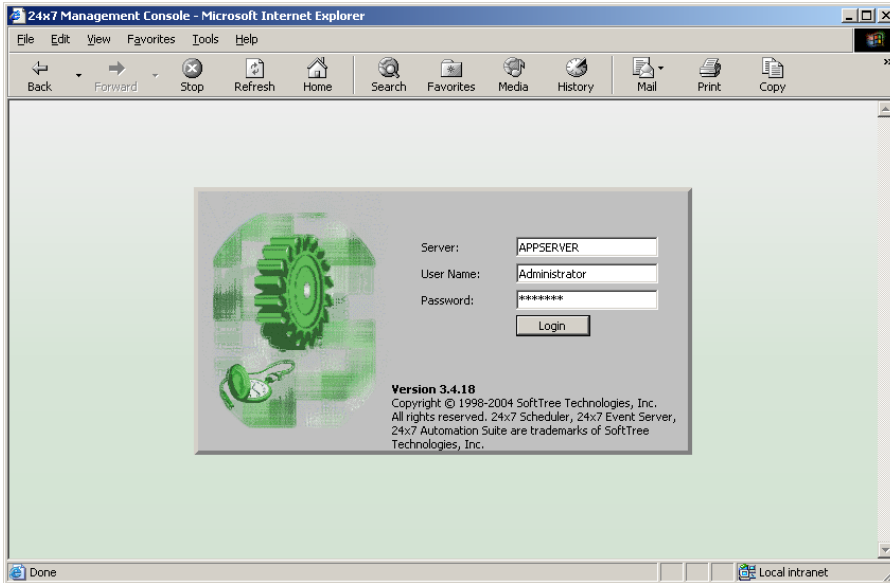 24x7 Management Console - Microsoft Internet Explorer
File Edit View Favorites Tools Help
Back Forward Stop Refresh Home Search Favorites Media History Mail Print Copy
Server: APPSERVER
User Name: Administrator
Password: *******
Login
Version 3.4.18
Copyright © 1998-2004 SoftTree Technologies, Inc.
All rights reserved. 24x7 Scheduler, 24x7 Event Server,
24x7 Automation Suite are trademarks of SoftTree
Technologies, Inc.
Done Local intranet